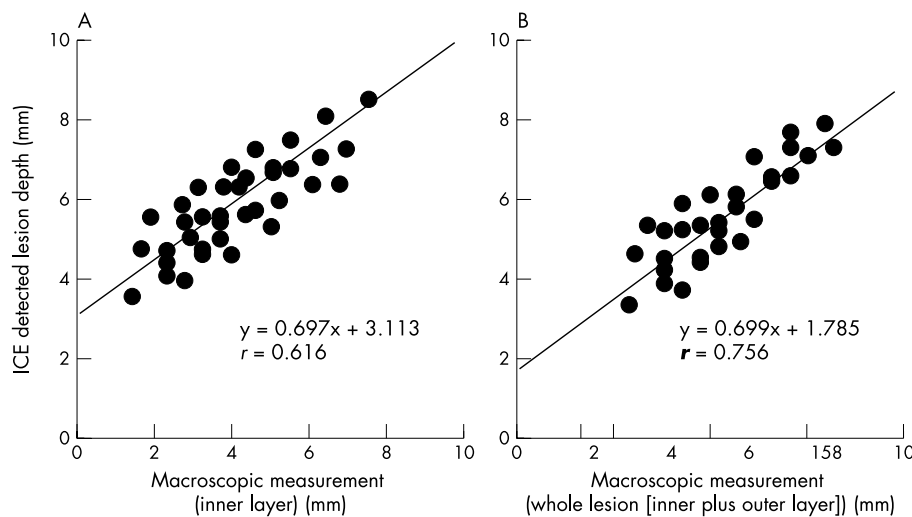 A
B
10
8
6
4
2
0
ICE detected lesion depth (mm)
y = 0.697x + 3.113
r = 0.616
0 2 4 6 8 10
Macroscopic measurement
(inner layer) (mm)
10
8
6
4
2
0
y = 0.699x + 1.785
r = 0.756
0 2 4 6 158 10
Macroscopic measurement
(whole lesion [inner plus outer layer]) (mm)